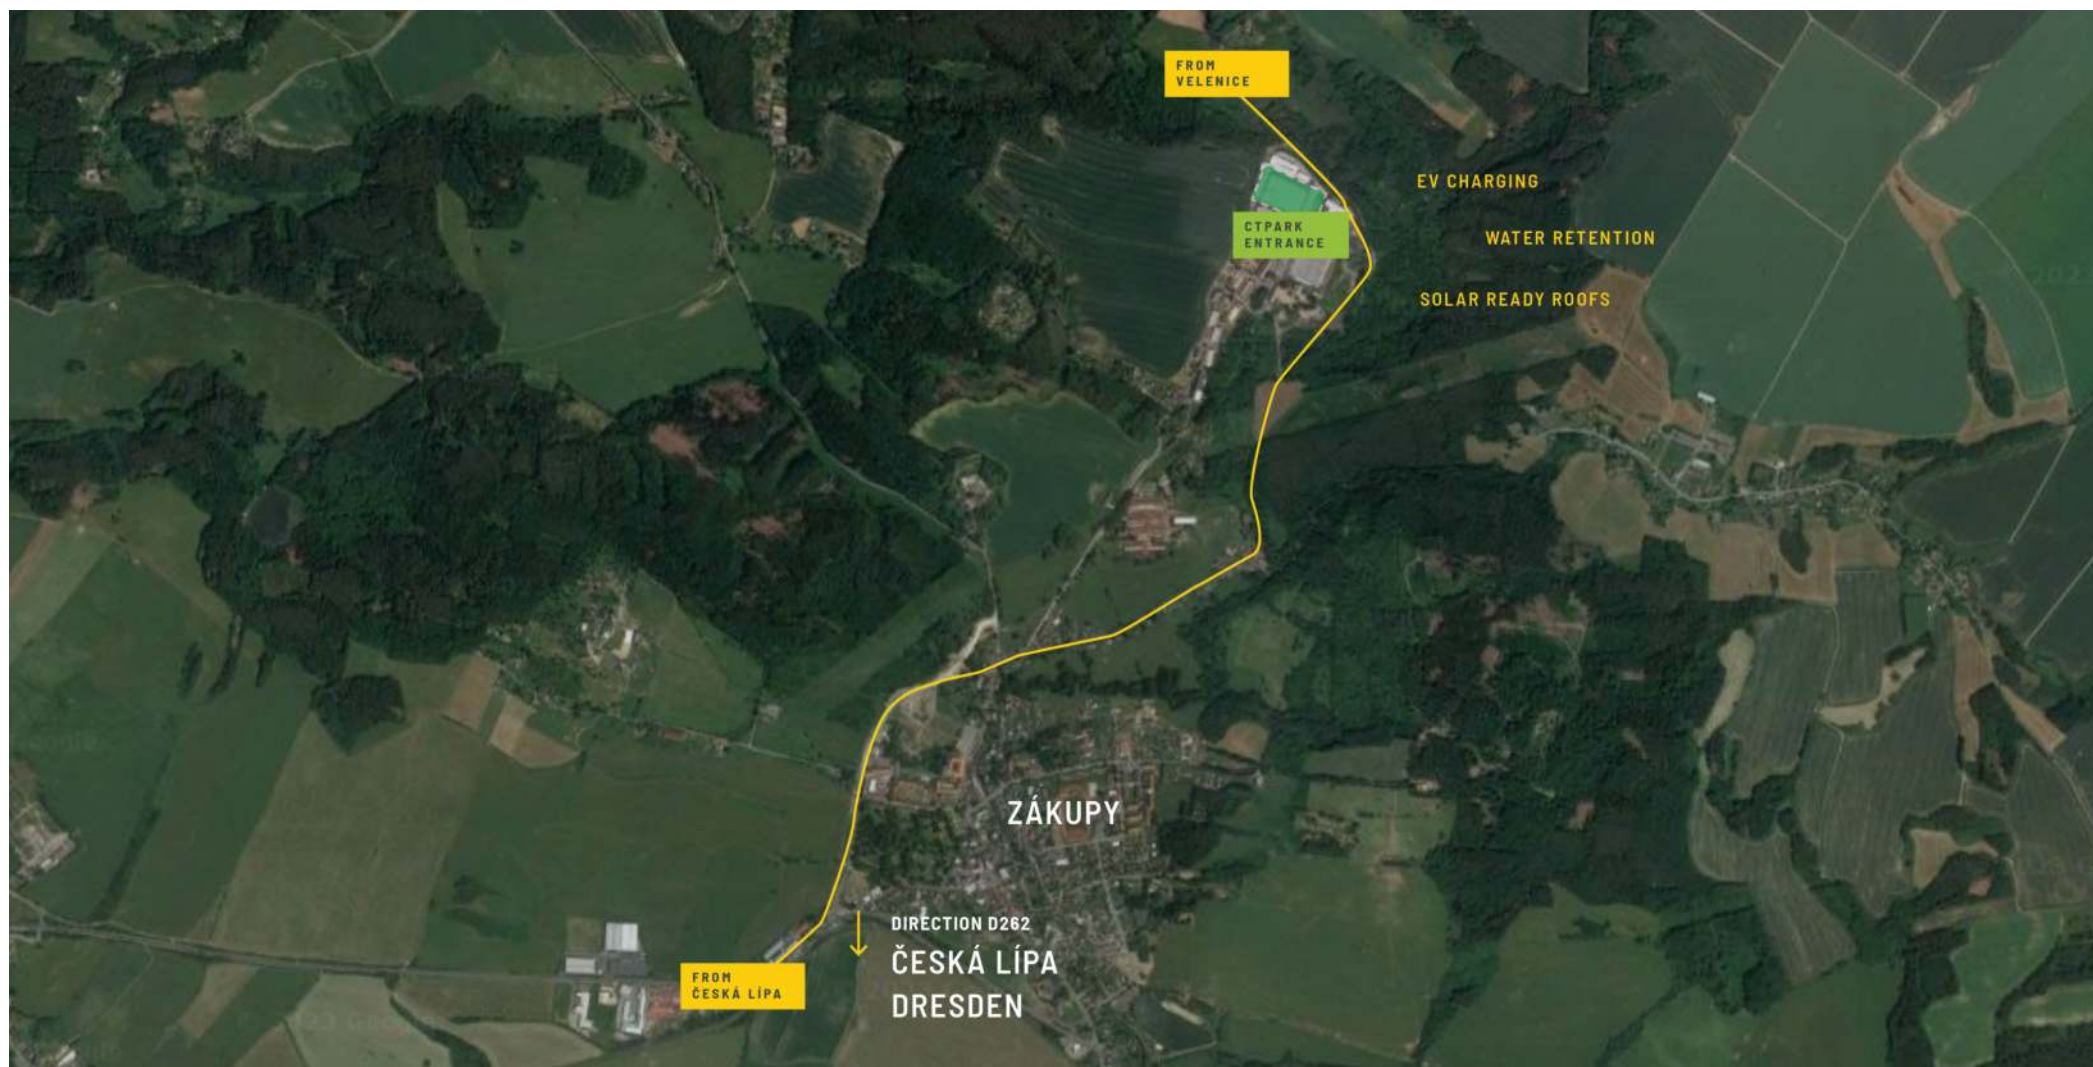 FROM
VELENICE
EV CHARGING
CTPARK
ENTRANCE
WATER RETENTION
SOLAR READY ROOFS
ZÁKUPY
DIRECTION D262
ČESKÁ LÍPA
DRESDEN
FROM
ČESKÁ LÍPA